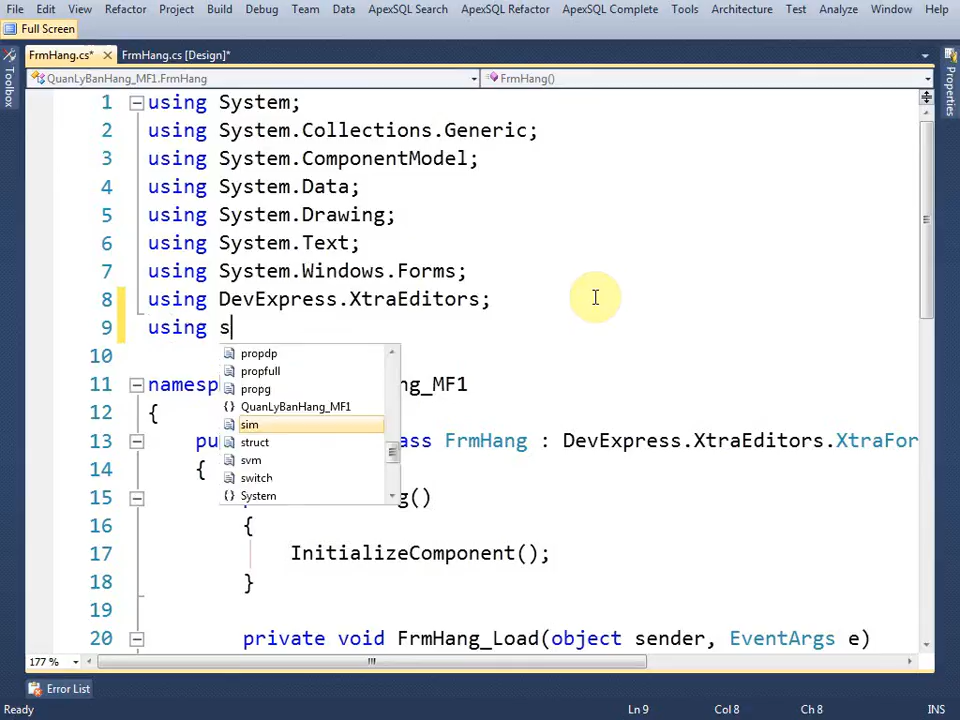 File Edit View Refactor Project Build Debug Team Data ApexSQL Search ApexSQL Refactor ApexSQL Complete Tools Architecture Test Analyze Window Help
Full Screen
FrmHang.cs* FrmHang.cs [Design]*
Toolbox
Properties
QuanLyBanHang_MF1.FrmHang FrmHang()
1 using System;
2 using System.Collections.Generic;
3 using System.ComponentModel;
4 using System.Data;
5 using System.Drawing;
6 using System.Text;
7 using System.Windows.Forms;
8 using DevExpress.XtraEditors;
9 using s
propdp
10
propfull
11 namesp ng_MF1
propg
QuanLyBanHang_MF1
12 {
sim
13 pu ass FrmHang : DevExpress.XtraEditors.XtraFor
struct
svm
14 {
switch
15 g()
System
16 {
17 InitializeComponent();
18 }
19
20 private void FrmHang_Load(object sender, EventArgs e)
177 %
Error List
Ready Ln 9 Col 8 Ch 8 INS